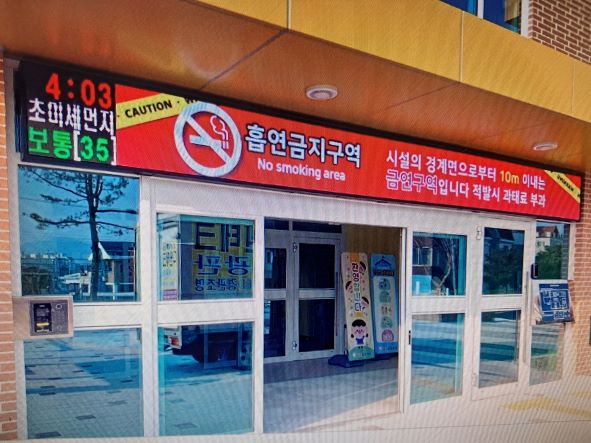 4:03
초미세먼지
보통[35]
CAUTION
흡연금지구역
No smoking area
시설의 경계면으로부터 10m 이내는
금연구역입니다 적발시 과태료 부과